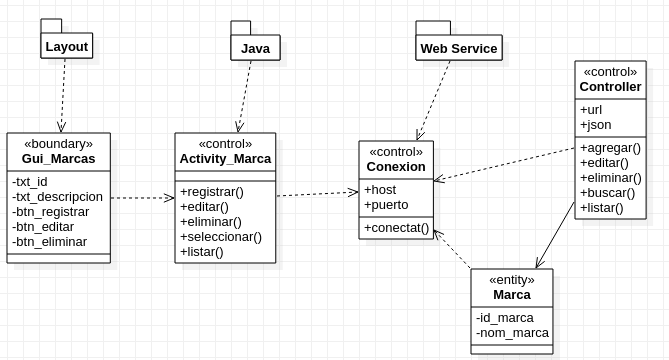 Layout
Java
Web Service
«boundary»
Gui_Marcas
-txt_id
-txt_descripcion
-btn_registrar
-btn_editar
-btn_eliminar
«control»
Activity_Marca
+registrar()
+editar()
+eliminar()
+seleccionar()
+listar()
«control»
Conexion
+host
+puerto
+conectat()
«control»
Controller
+url
+json
+agregar()
+editar()
+eliminar()
+buscar()
+listar()
«entity»
Marca
-id_marca
-nom_marca